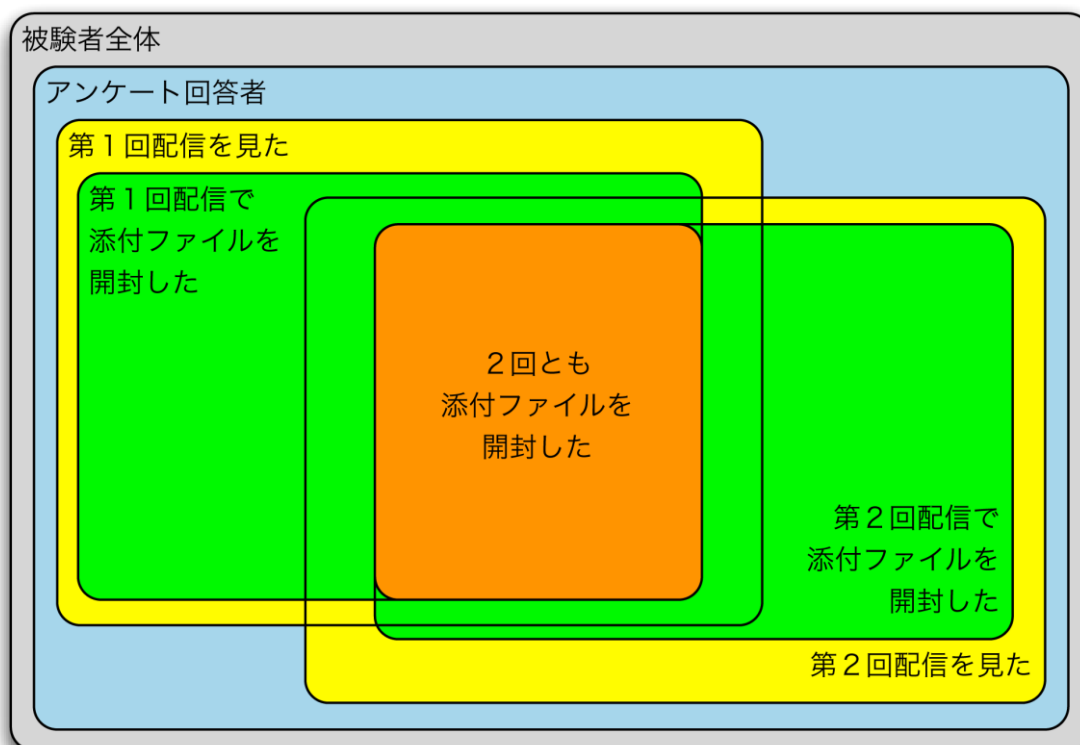 被験者全体
アンケート回答者
第１回配信を見た
第１回配信で
添付ファイルを
開封した
２回とも
添付ファイルを
開封した
第２回配信で
添付ファイルを
開封した
第２回配信を見た